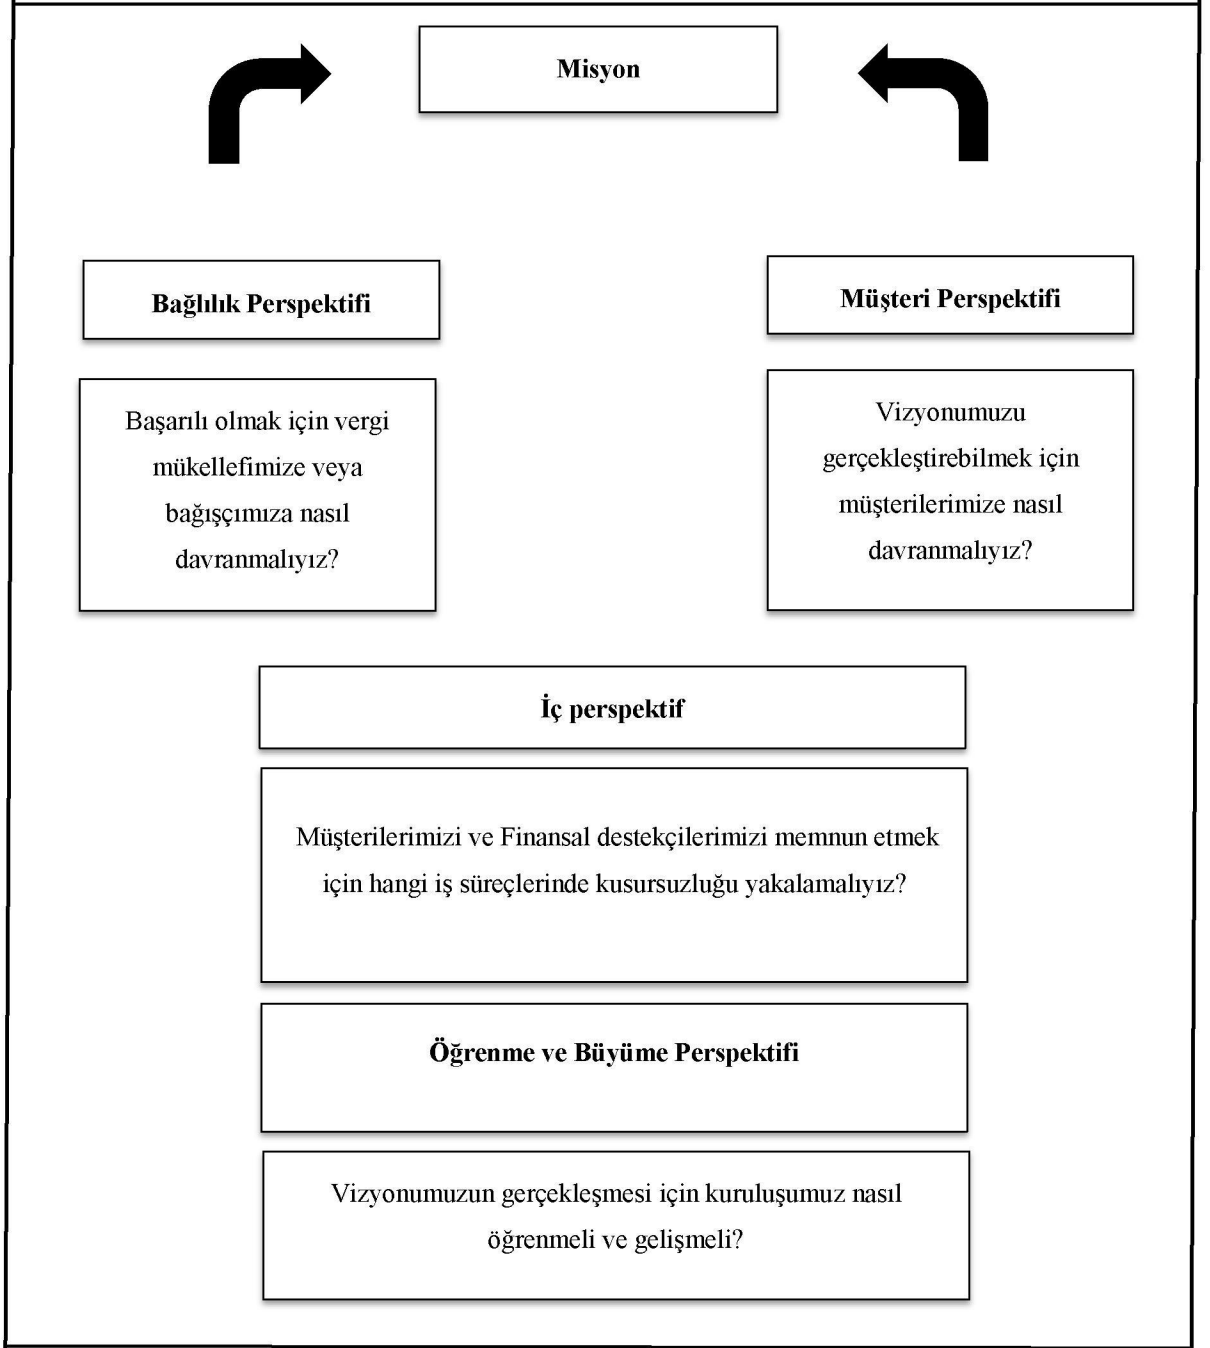 Misyon
Bağlılık Perspektifi
Başarılı olmak için vergi
mükellefimize veya
bağışçımıza nasıl
davranmalıyız?
Müşteri Perspektifi
Vizyonumuzu
gerçekleştirebilmek için
müşterilerimize nasıl
davranmalıyız?
İç perspektif
Müşterilerimizi ve Finansal destekçilerimizi memnun etmek
için hangi iş süreçlerinde kusursuzluğu yakalamalıyız?
Öğrenme ve Büyüme Perspektifi
Vizyonumuzun gerçekleşmesi için kuruluşumuz nasıl
öğrenmeli ve gelişmeli?